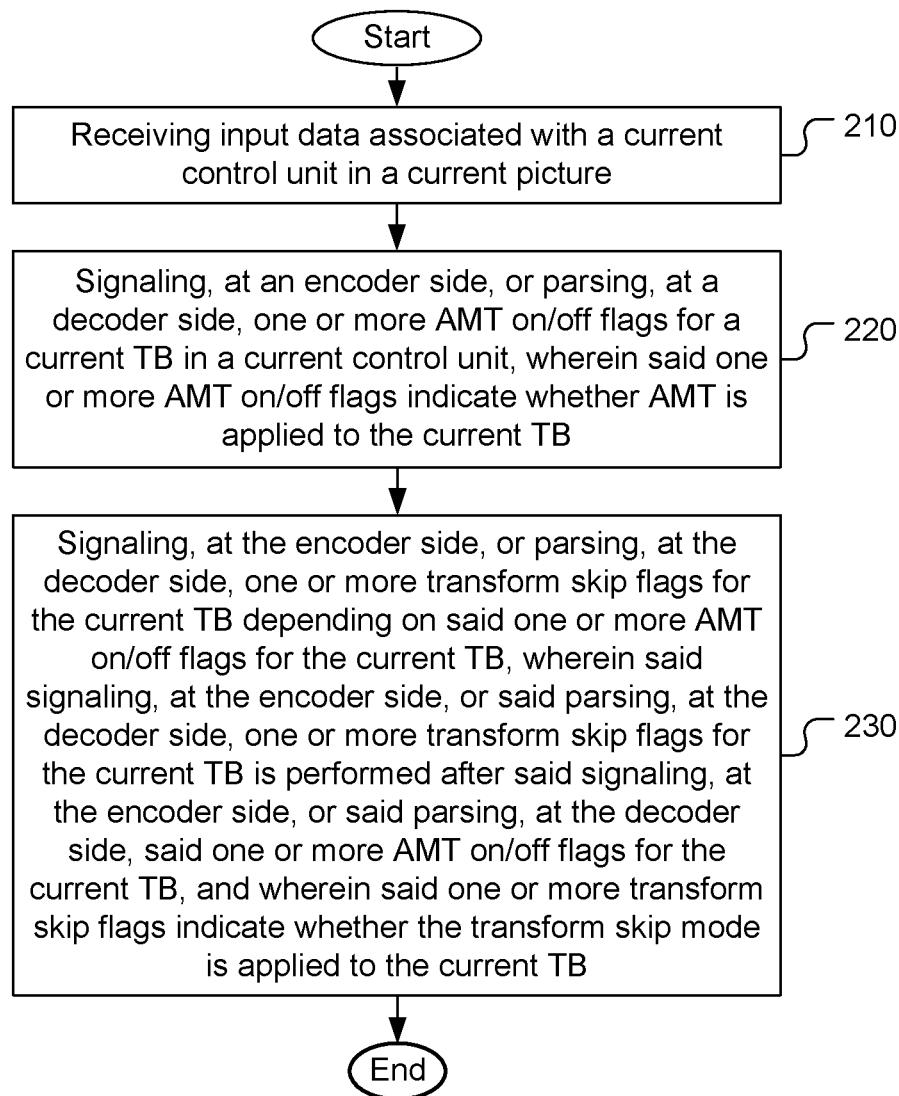 Start
Receiving input data associated with a current
control unit in a current picture
210
Signaling, at an encoder side, or parsing, at a
decoder side, one or more AMT on/off flags for a
current TB in a current control unit, wherein said one
or more AMT on/off flags indicate whether AMT is
applied to the current TB
220
Signaling, at the encoder side, or parsing, at the
decoder side, one or more transform skip flags for
the current TB depending on said one or more AMT
on/off flags for the current TB, wherein said
signaling, at the encoder side, or said parsing, at the
decoder side, one or more transform skip flags for
the current TB is performed after said signaling, at
the encoder side, or said parsing, at the decoder
side, said one or more AMT on/off flags for the
current TB, and wherein said one or more transform
skip flags indicate whether the transform skip mode
is applied to the current TB
230
End